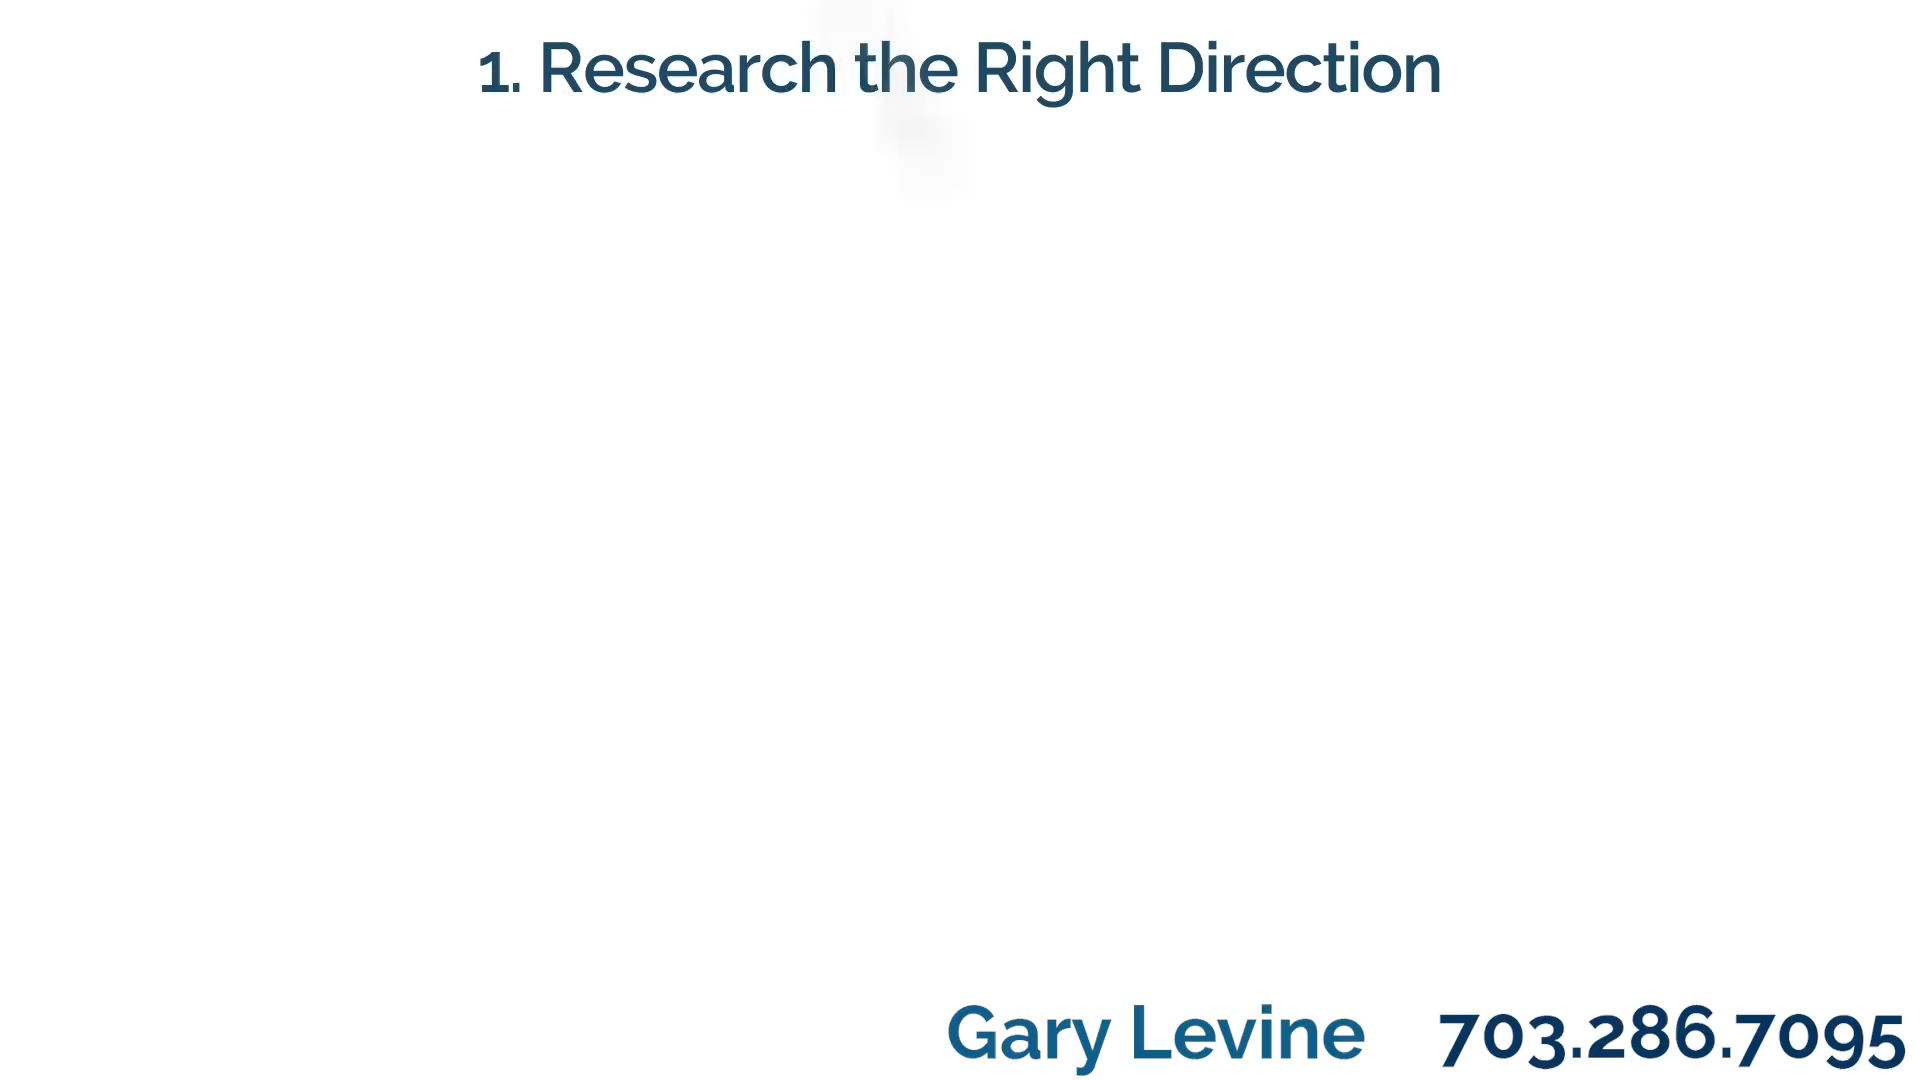 1. Research the Right Direction
Gary Levine 703.286.7095